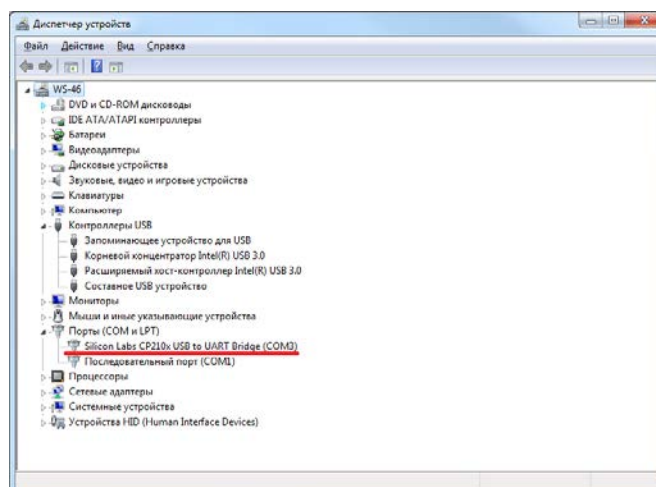 Диспетчер устройств
Файл Действие Вид Справка
WS-46
DVD и CD-ROM дисководы
IDE ATA/ATAPI контроллеры
Батареи
Видеоадаптеры
Дисковые устройства
Звуковые, видео и игровые устройства
Клавиатуры
Компьютер
Контроллеры USB
Запоминающее устройство для USB
Корневой концентратор Intel(R) USB 3.0
Расширяемый хост-контроллер Intel(R) USB 3.0
Составное USB устройство
Мониторы
Мыши и иные указывающие устройства
Порты (COM и LPT)
Silicon Labs CP210x USB to UART Bridge (COM3)
Последовательный порт (COM1)
Процессоры
Сетевые адаптеры
Системные устройства
Устройства HID (Human Interface Devices)